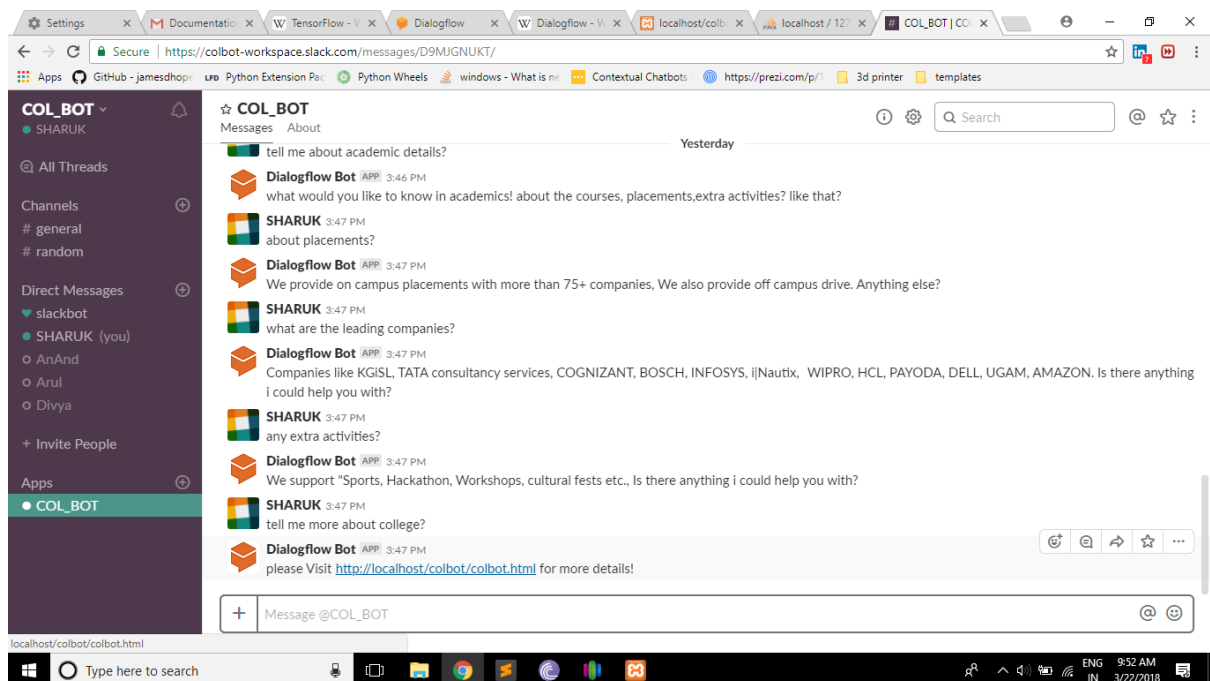 Settings
Documentatio
TensorFlow - W
Dialogflow
Dialogflow - W
localhost/colb
localhost / 127
COL_BOT | CO
Secure https://colbot-workspace.slack.com/messages/D9MJGNUKT/
Apps GitHub - jamesdhope Python Extension Pac Python Wheels windows - What is ne Contextual Chatbots https://prezi.com/p/1 3d printer templates
COL_BOT
SHARUK
All Threads
Channels
# general
# random
Direct Messages
slackbot
SHARUK (you)
AnAnd
Arul
Divya
+ Invite People
Apps
COL_BOT
COL_BOT
Messages About
Search
Yesterday
tell me about academic details?
Dialogflow Bot APP 3:46 PM
what would you like to know in academics! about the courses, placements,extra activities? like that?
SHARUK 3:47 PM
about placements?
Dialogflow Bot APP 3:47 PM
We provide on campus placements with more than 75+ companies, We also provide off campus drive. Anything else?
SHARUK 3:47 PM
what are the leading companies?
Dialogflow Bot APP 3:47 PM
Companies like KGiSL, TATA consultancy services, COGNIZANT, BOSCH, INFOSYS, i|Nautix, WIPRO, HCL, PAYODA, DELL, UGAM, AMAZON. Is there anything
i could help you with?
SHARUK 3:47 PM
any extra activities?
Dialogflow Bot APP 3:47 PM
We support "Sports, Hackathon, Workshops, cultural fests etc., Is there anything i could help you with?
SHARUK 3:47 PM
tell me more about college?
Dialogflow Bot APP 3:47 PM
please Visit http://localhost/colbot/colbot.html for more details!
Message @COL_BOT
localhost/colbot/colbot.html
Type here to search
ENG
IN
9:52 AM
3/22/2018